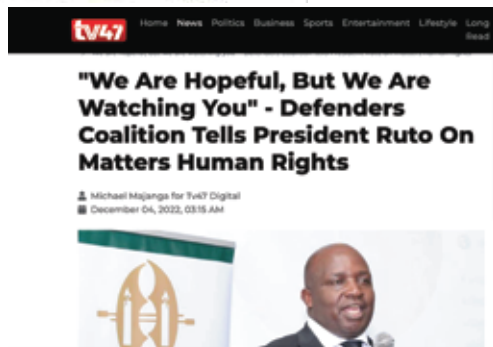 tv47
Home News Politics Business Sports Entertainment Lifestyle Long
Read
"We Are Hopeful, But We Are
Watching You" - Defenders
Coalition Tells President Ruto On
Matters Human Rights
Michael Majanga for Tv47 Digital
December 04, 2022, 03:15 AM